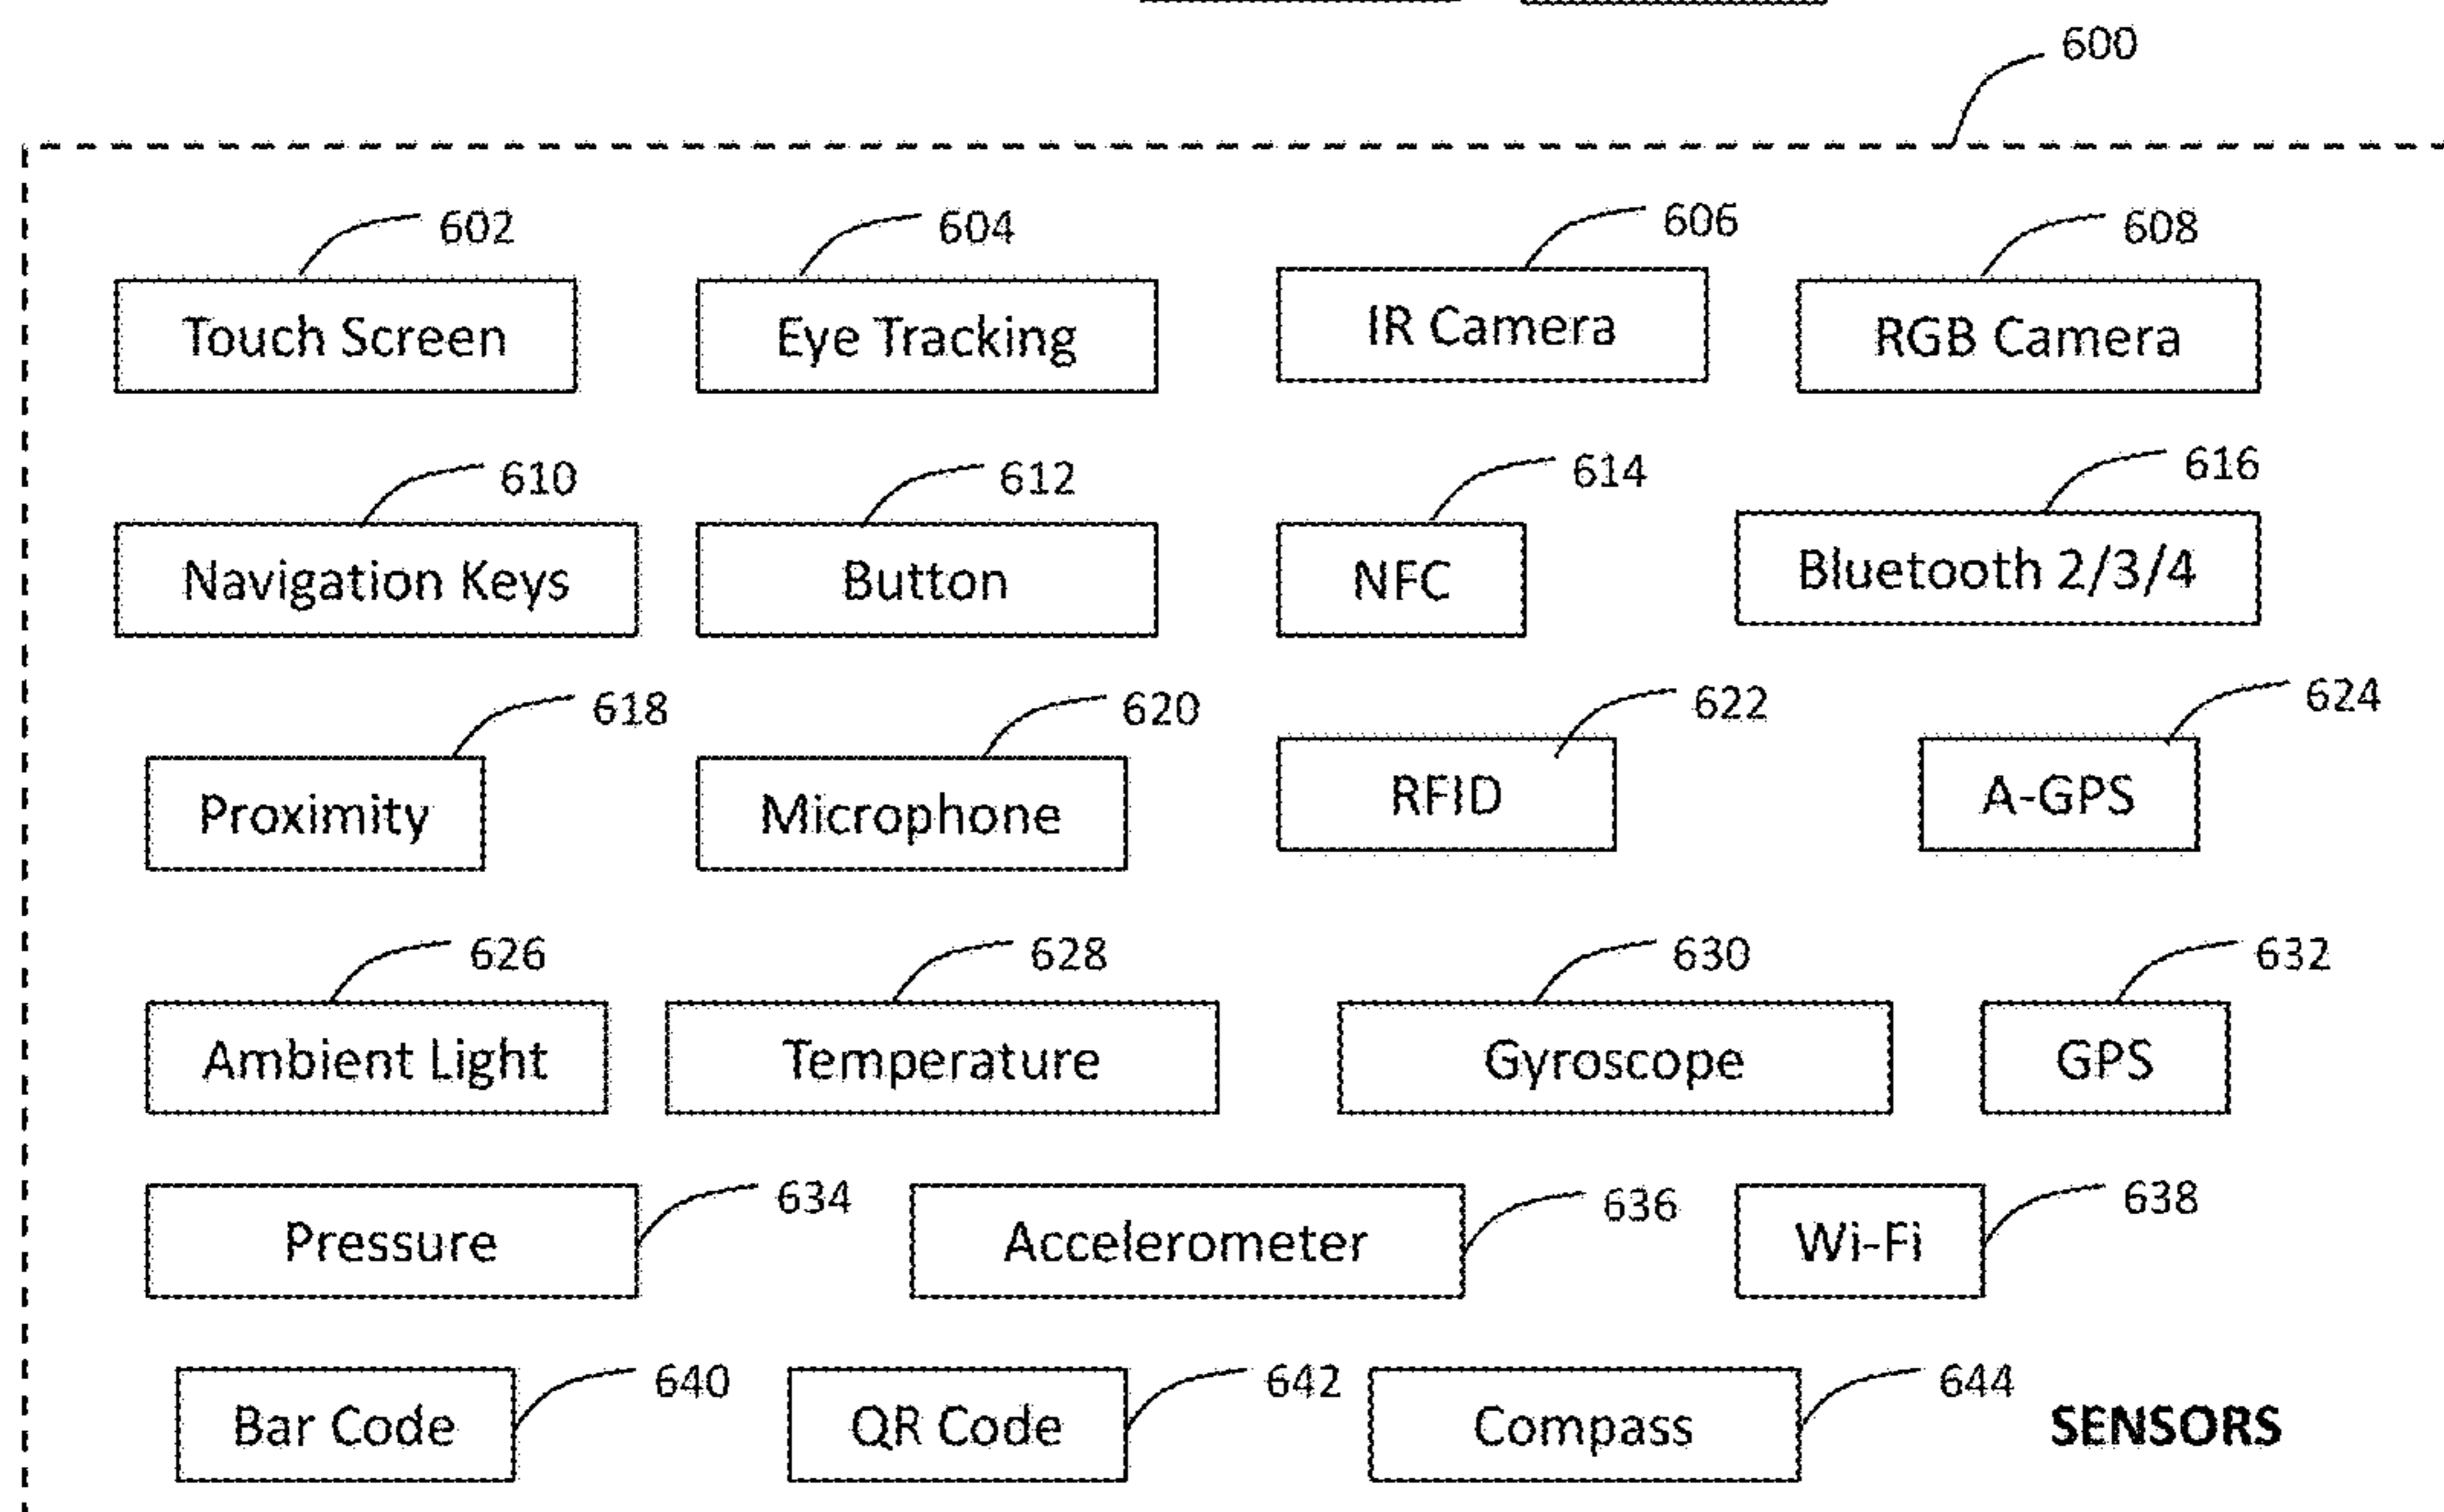 600
602 604 606 608
Touch Screen Eye Tracking IR Camera RGB Camera
610 612 614 616
Navigation Keys Button NFC Bluetooth 2/3/4
618 620 622 624
Proximity Microphone RFID A-GPS
626 628 630 632
Ambient Light Temperature Gyroscope GPS
634 636 638
Pressure Accelerometer Wi-Fi
640 642 644
Bar Code QR Code Compass SENSORS